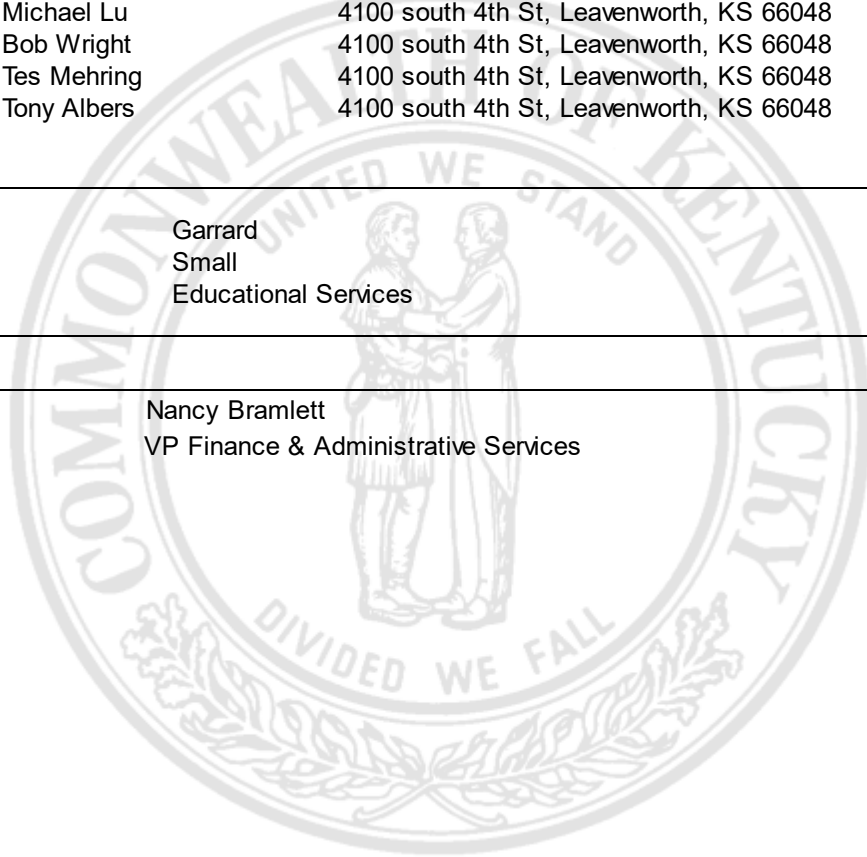 Michael Lu 4100 south 4th St, Leavenworth, KS 66048
Bob Wright 4100 south 4th St, Leavenworth, KS 66048
Tes Mehring 4100 south 4th St, Leavenworth, KS 66048
Tony Albers 4100 south 4th St, Leavenworth, KS 66048
COMMONWEALTH OF KENTUCKY
UNITED WE STAND
Garrard
Small
Educational Services
Nancy Bramlett
VP Finance & Administrative Services
DIVIDED WE FALL